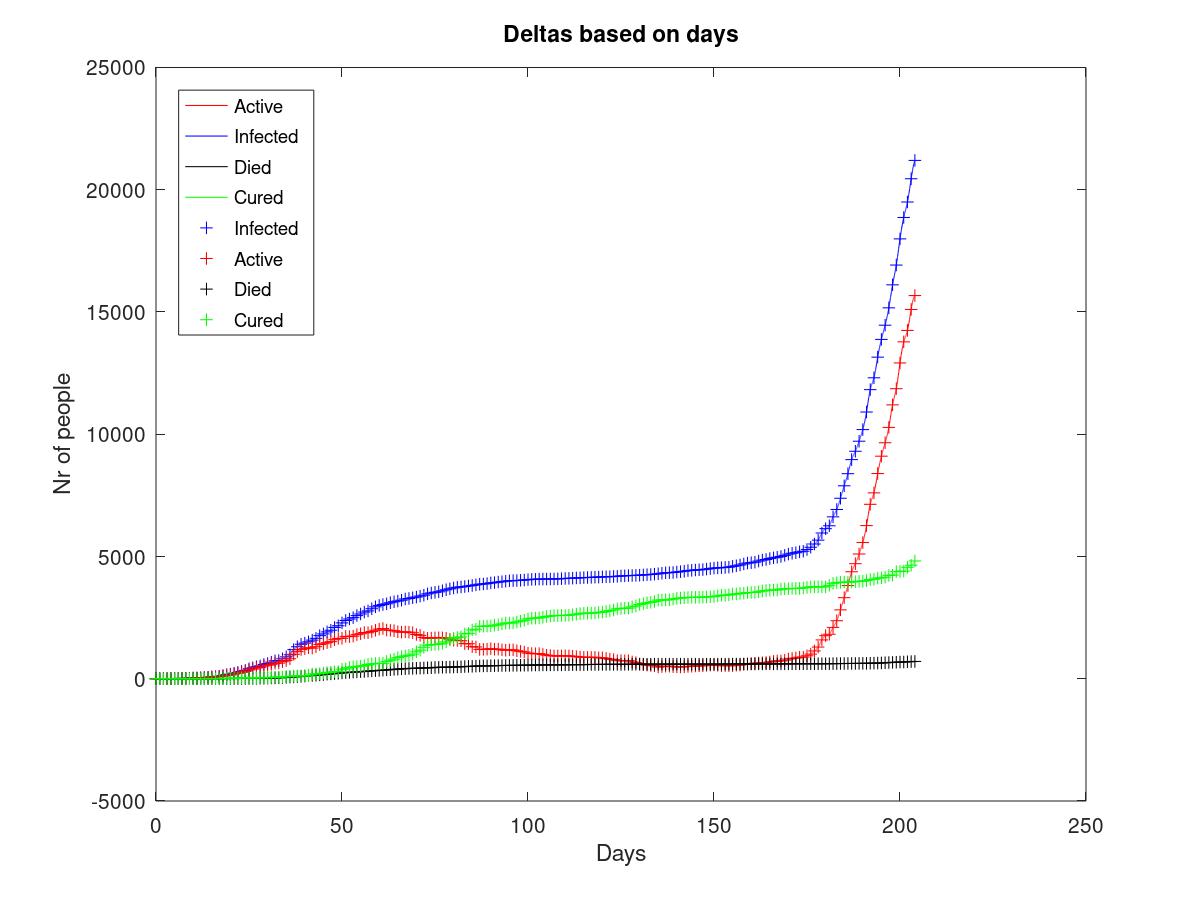 Deltas based on days
25000
20000
15000
10000
5000
0
-5000
Nr of people
Active
Infected
Died
Cured
Infected
Active
Died
Cured
0 50 100 150 200 250
Days